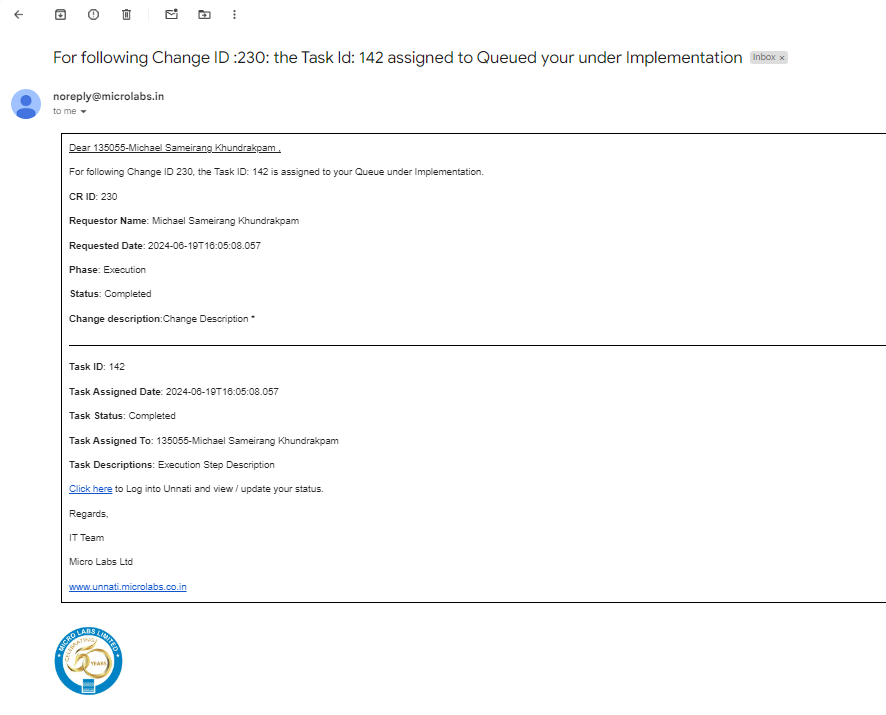 For following Change ID :230: the Task Id: 142 assigned to Queued your under Implementation Inbox ×
noreply@microlabs.in
to me
Dear 135055-Michael Sameirang Khundrakpam ,
For following Change ID 230, the Task ID: 142 is assigned to your Queue under Implementation.
CR ID: 230
Requestor Name: Michael Sameirang Khundrakpam
Requested Date: 2024-06-19T16:05:08.057
Phase: Execution
Status: Completed
Change description:Change Description *
Task ID: 142
Task Assigned Date: 2024-06-19T16:05:08.057
Task Status: Completed
Task Assigned To: 135055-Michael Sameirang Khundrakpam
Task Descriptions: Execution Step Description
Click here to Log into Unnati and view / update your status.
Regards,
IT Team
Micro Labs Ltd
www.unnati.microlabs.co.in
MICRO LABS LIMITED
CELEBRATING
50 YEARS